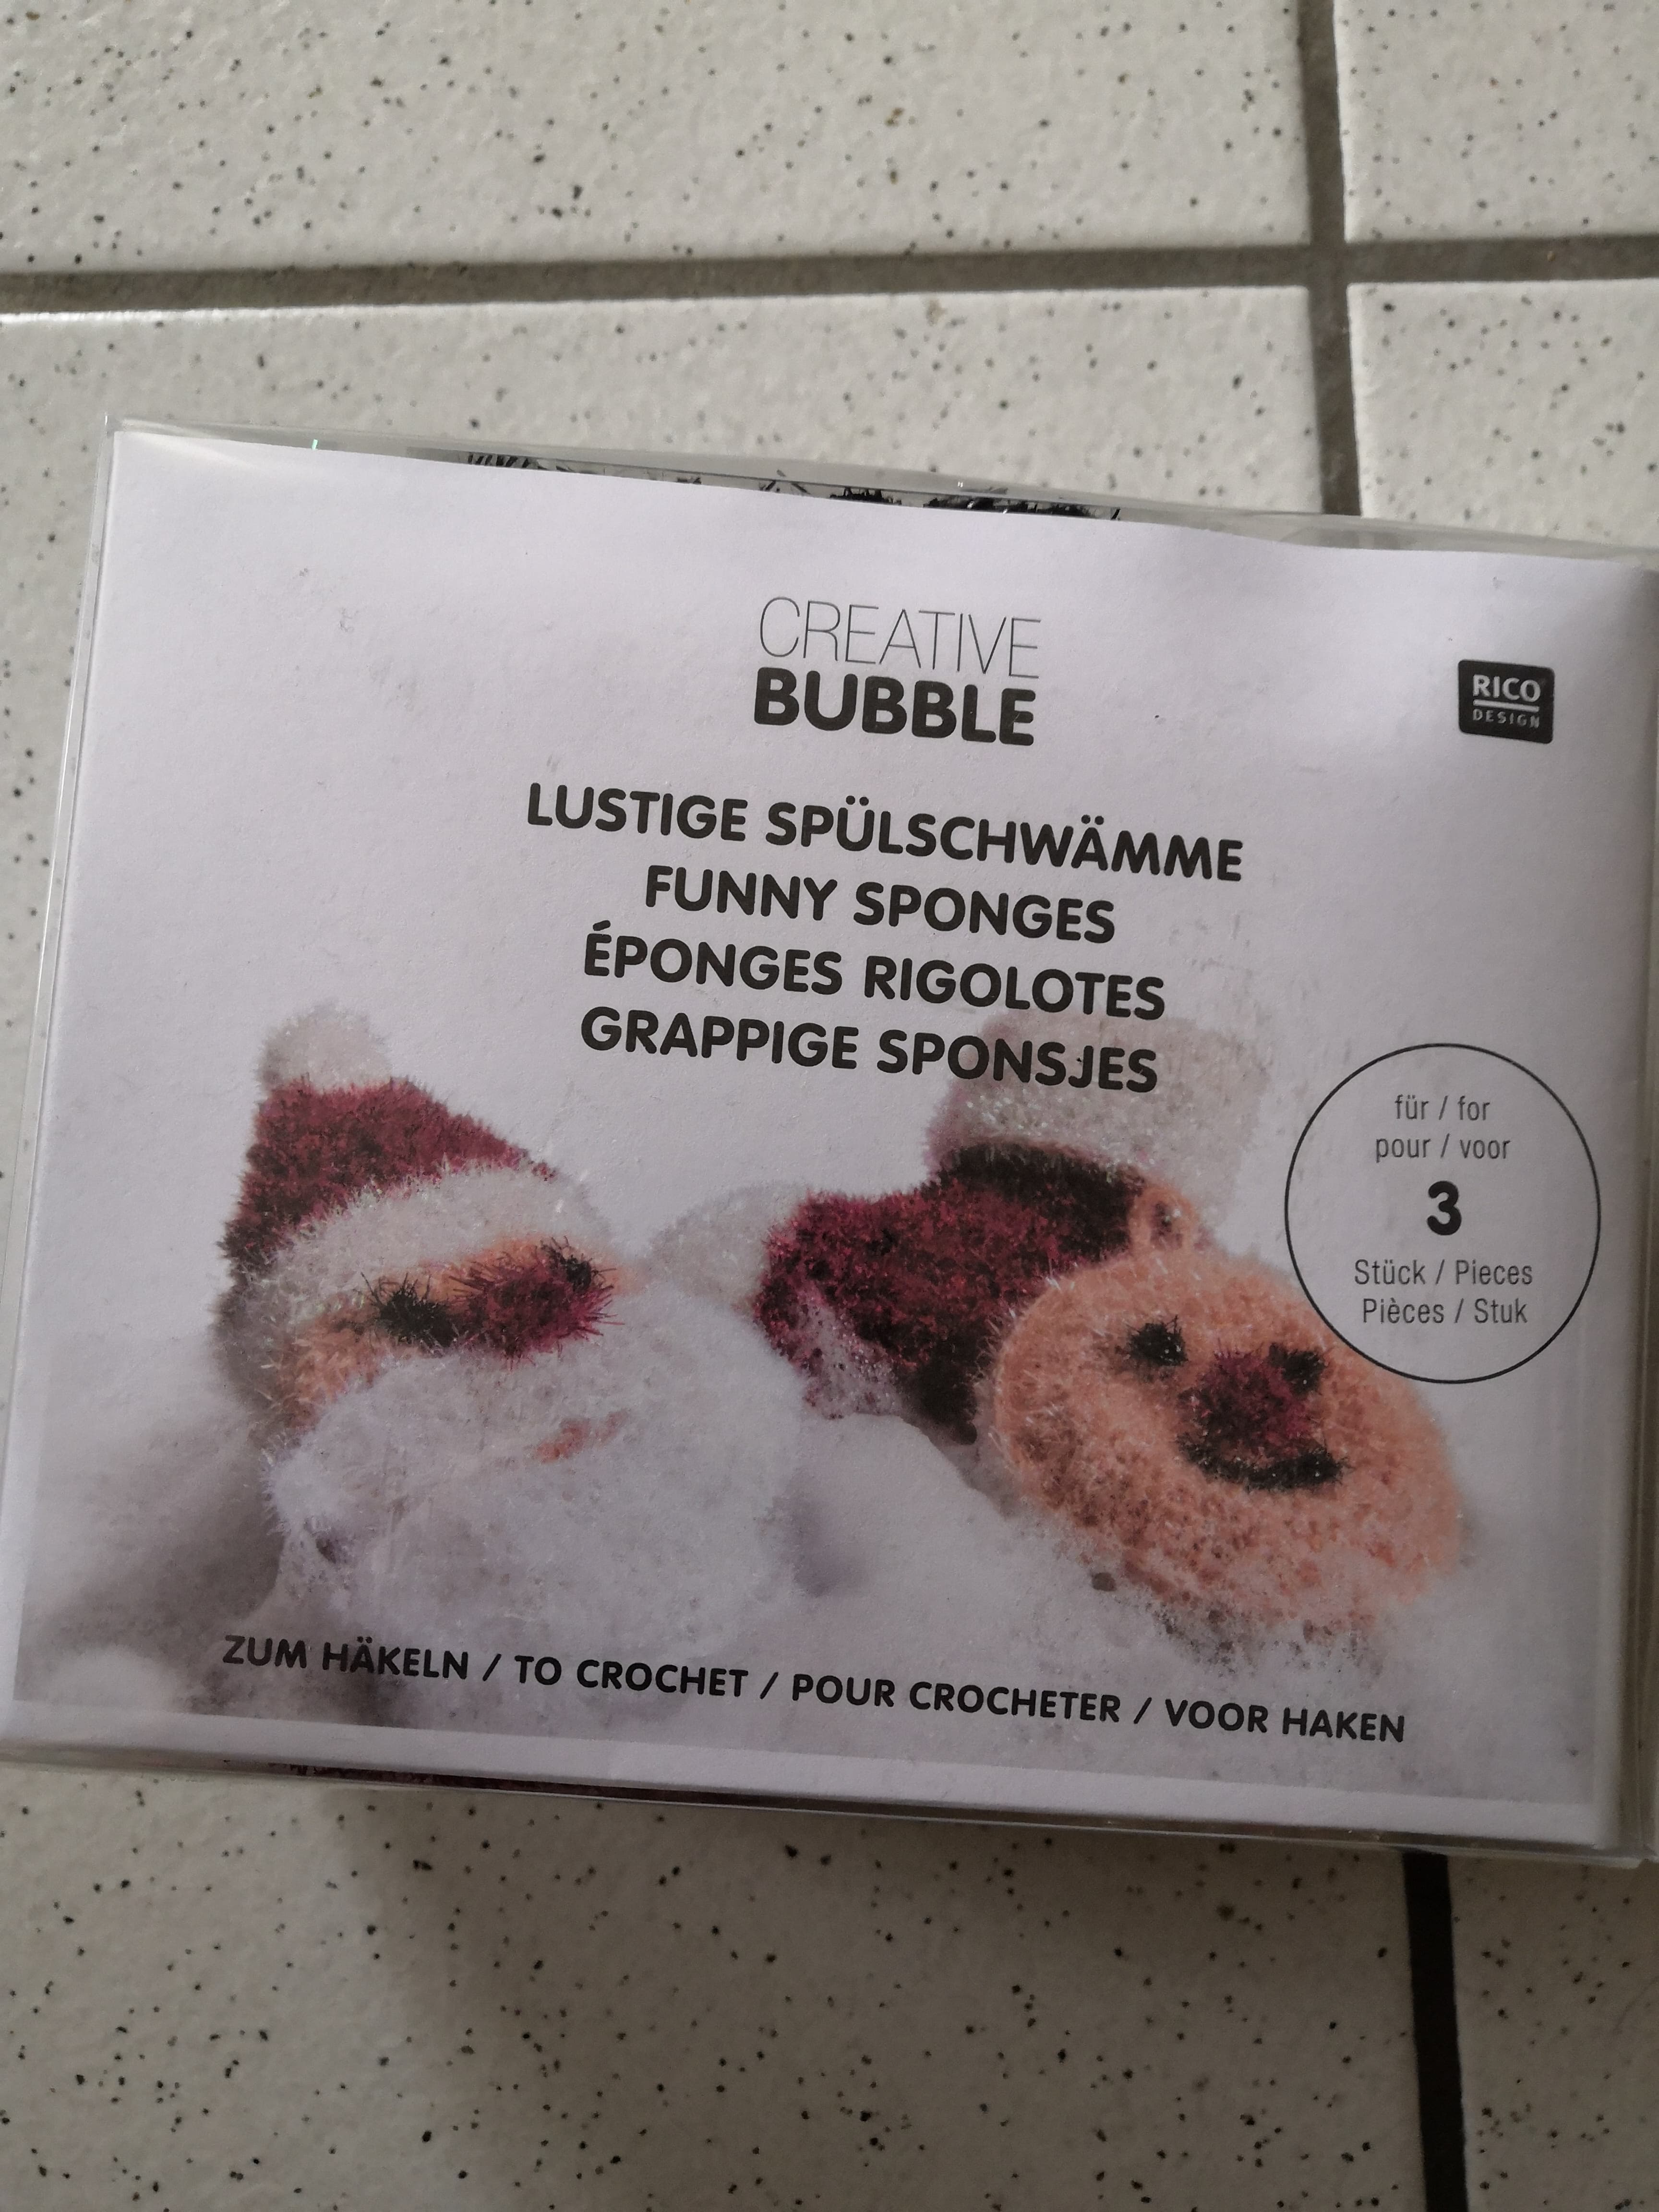 CREATIVE
BUBBLE
RICO
DESIGN
LUSTIGE SPÜLSCHWÄMME
FUNNY SPONGES
ÉPONGES RIGOLOTES
GRAPPIGE SPONSJES
für / for
pour / voor
3
Stück / Pieces
Pièces / Stuk
ZUM HÄKELN / TO CROCHET / POUR CROCHETER / VOOR HAKEN